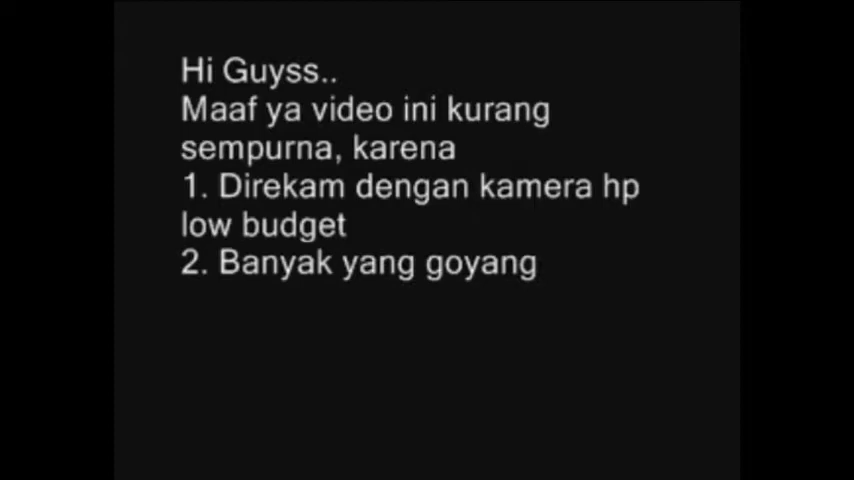 Hi Guyss..
Maaf ya video ini kurang
sempurna, karena
1. Direkam dengan kamera hp
low budget
2. Banyak yang goyang